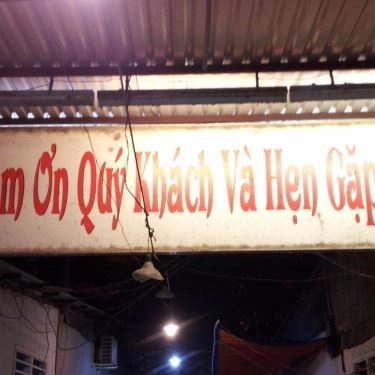 m Ơn Quý Khách Và Hẹn Gặp